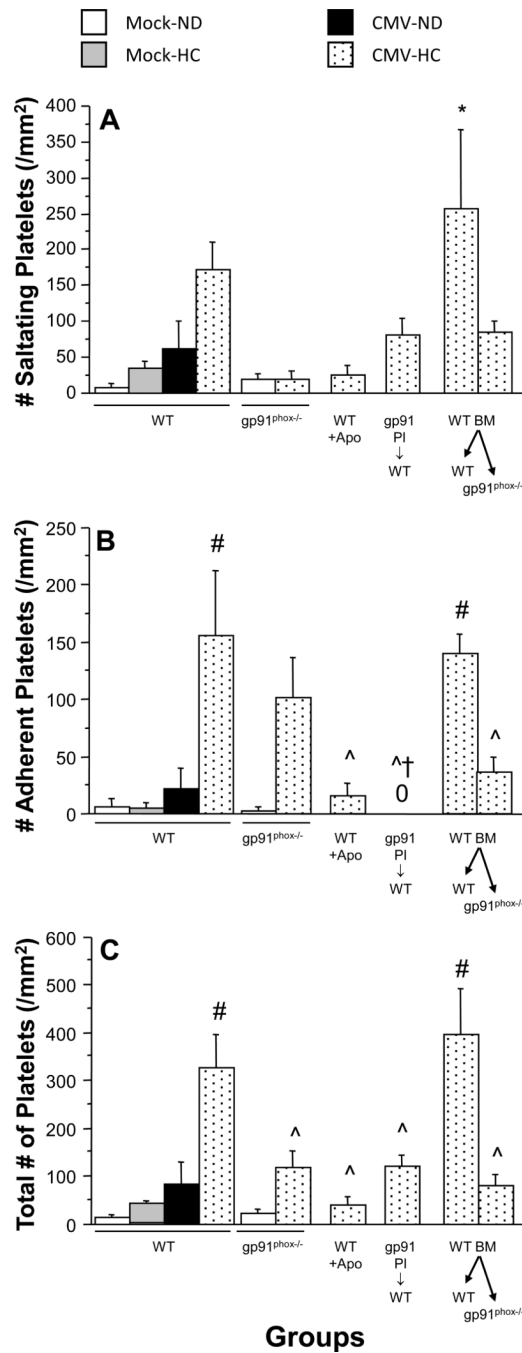 Mock-ND CMV-ND
Mock-HC CMV-HC
A
# Saltating Platelets (/mm²)
400
350
300
250
200
150
100
50
0
*
WT gp91phox-/- WT gp91 WT BM
+Apo PI
↓ WT
WT gp91phox-/-
B
# Adherent Platelets (/mm²)
250
200
150
100
50
0
#
^
^†
0
#
^
WT gp91phox-/- WT gp91 WT BM
+Apo PI
↓ WT
WT gp91phox-/-
C
Total # of Platelets (/mm²)
600
500
400
300
200
100
0
#
^
^
^
#
^
WT gp91phox-/- WT gp91 WT BM
+Apo PI
↓ WT
WT gp91phox-/-
Groups